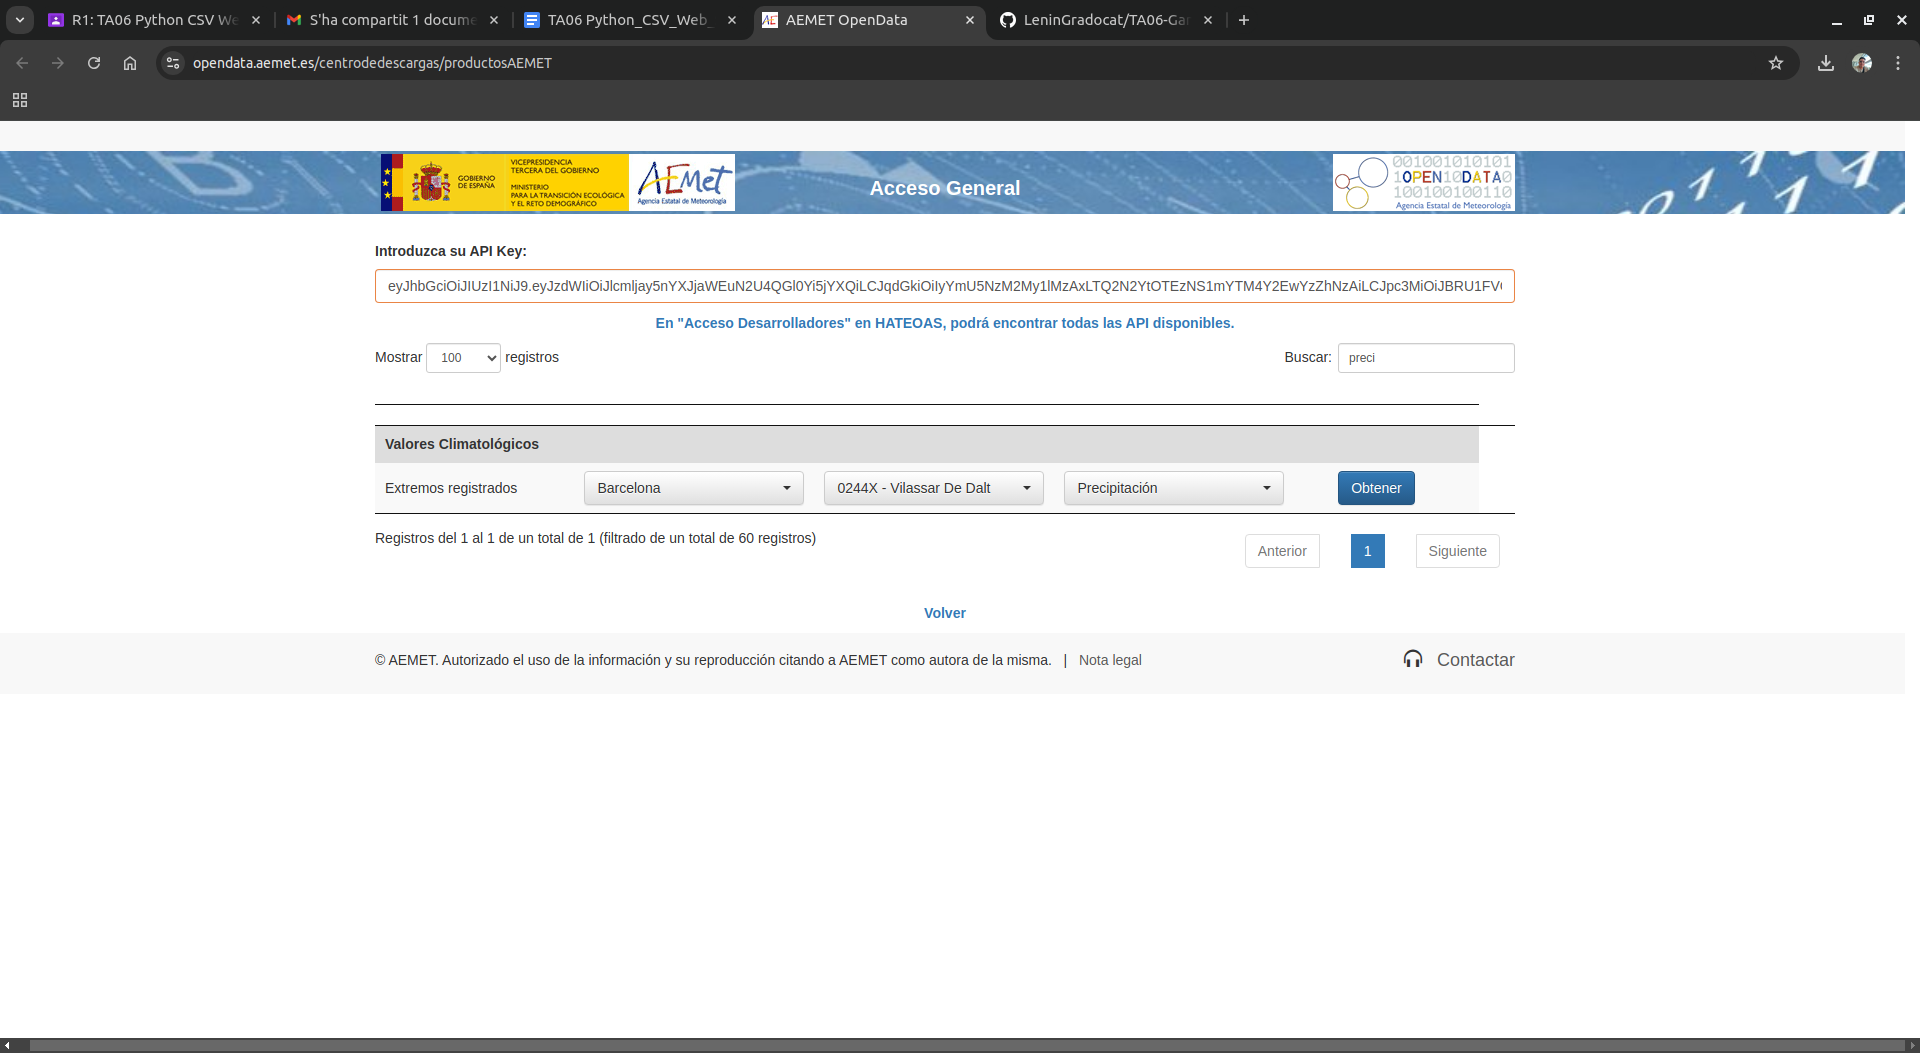 R1: TA06 Python CSV We
S'ha compartit 1 docume
TA06 Python_CSV_Web_
AEMET OpenData
LeninGradocat/TA06-Gar
opendata.aemet.es/centrodedescargas/productosAEMET
GOBIERNO DE ESPAÑA
VICEPRESIDENCIA TERCERA DEL GOBIERNO
MINISTERIO PARA LA TRANSICIÓN ECOLÓGICA Y EL RETO DEMOGRÁFICO
AEmet
Agencia Estatal de Meteorología
Acceso General
001001010101
1OPEN10DATA0
100100100110
Agencia Estatal de Meteorología
Introduzca su API Key:
En "Acceso Desarrolladores" en HATEOAS, podrá encontrar todas las API disponibles.
Mostrar 100 registros
Buscar: preci
Valores Climatológicos
Extremos registrados
Barcelona
0244X - Vilassar De Dalt
Precipitación
Obtener
Registros del 1 al 1 de un total de 1 (filtrado de un total de 60 registros)
Anterior
1
Siguiente
Volver
© AEMET. Autorizado el uso de la información y su reproducción citando a AEMET como autora de la misma. | Nota legal
Contactar